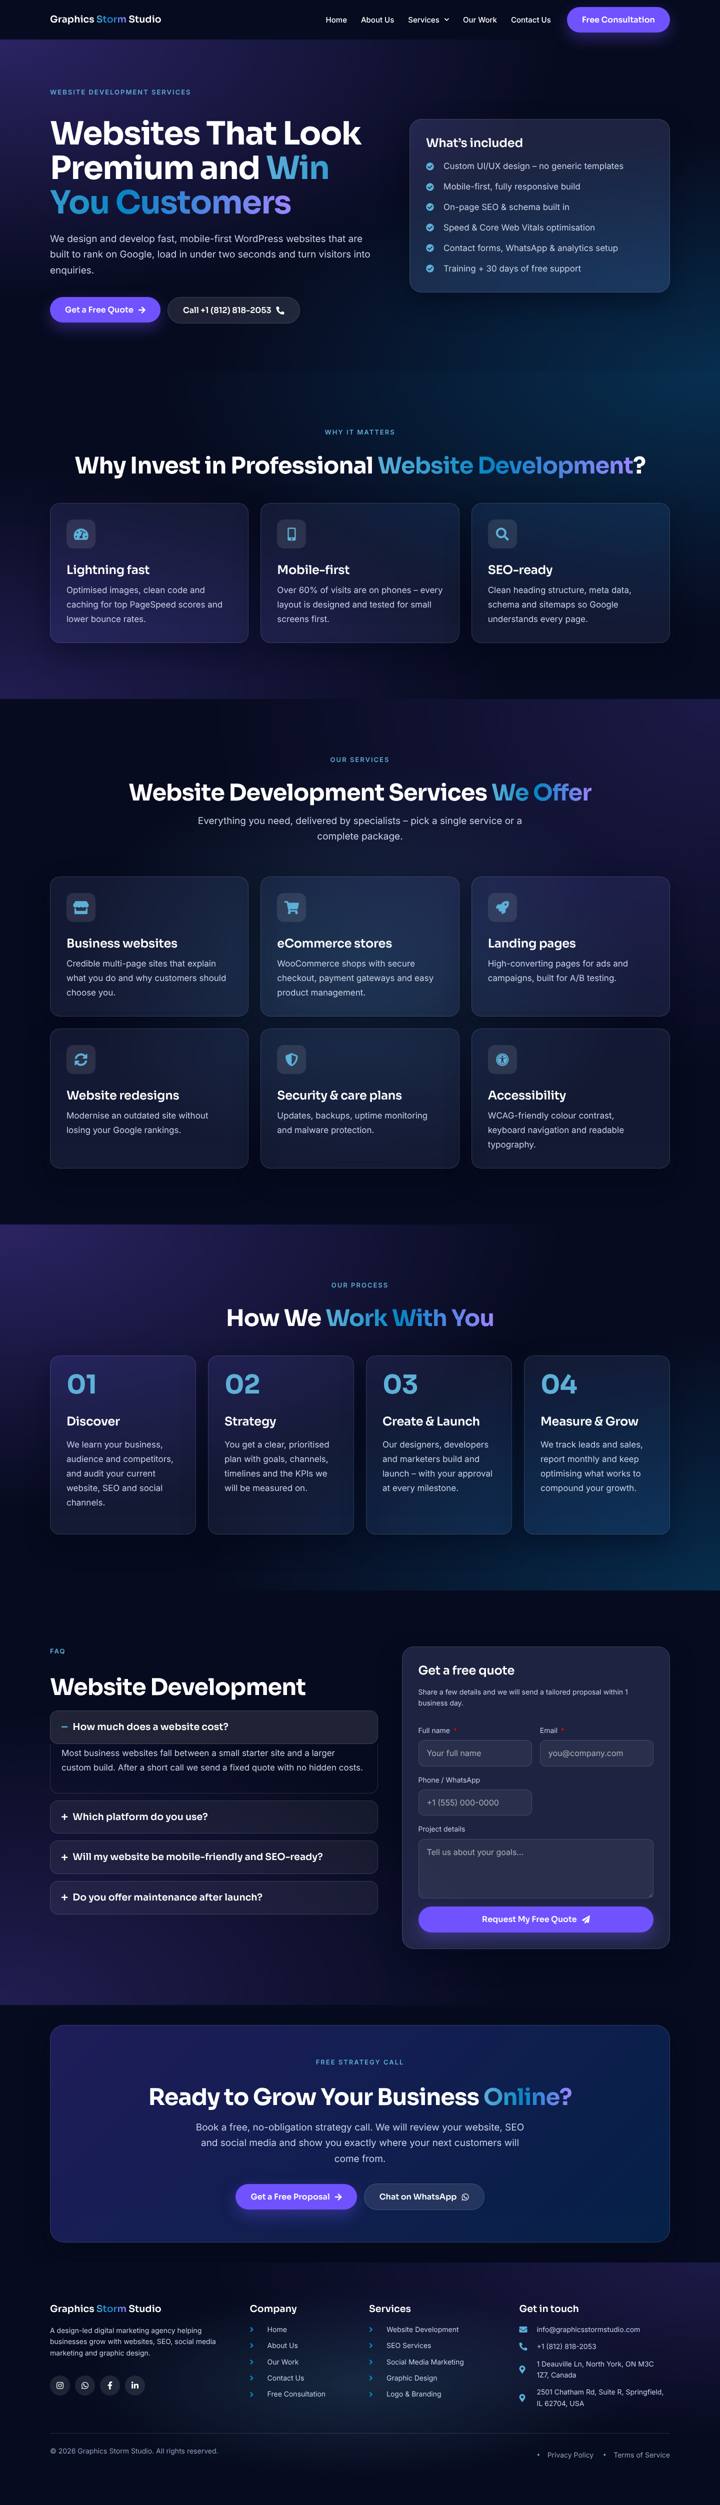 Graphics Storm Studio
Home
About Us
Services
Our Work
Contact Us
Free Consultation
WEBSITE DEVELOPMENT SERVICES
Websites That Look
Premium and Win
You Customers
We design and develop fast, mobile-first WordPress websites that are
built to rank on Google, load in under two seconds and turn visitors into
enquiries.
Get a Free Quote
Call +1 (812) 818-2053
What's included
Custom UI/UX design – no generic templates
Mobile-first, fully responsive build
On-page SEO & schema built in
Speed & Core Web Vitals optimisation
Contact forms, WhatsApp & analytics setup
Training + 30 days of free support
WHY IT MATTERS
Why Invest in Professional Website Development?
Lightning fast
Optimised images, clean code and
caching for top PageSpeed scores and
lower bounce rates.
Mobile-first
Over 60% of visits are on phones – every
layout is designed and tested for small
screens first.
SEO-ready
Clean heading structure, meta data,
schema and sitemaps so Google
understands every page.
OUR SERVICES
Website Development Services We Offer
Everything you need, delivered by specialists – pick a single service or a
complete package.
Business websites
Credible multi-page sites that explain
what you do and why customers should
choose you.
eCommerce stores
WooCommerce shops with secure
checkout, payment gateways and easy
product management.
Landing pages
High-converting pages for ads and
campaigns, built for A/B testing.
Website redesigns
Modernise an outdated site without
losing your Google rankings.
Security & care plans
Updates, backups, uptime monitoring
and malware protection.
Accessibility
WCAG-friendly colour contrast,
keyboard navigation and readable
typography.
OUR PROCESS
How We Work With You
01
Discover
We learn your business,
audience and competitors,
and audit your current
website, SEO and social
channels.
02
Strategy
You get a clear, prioritised
plan with goals, channels,
timelines and the KPIs we
will be measured on.
03
Create & Launch
Our designers, developers
and marketers build and
launch – with your approval
at every milestone.
04
Measure & Grow
We track leads and sales,
report monthly and keep
optimising what works to
compound your growth.
FAQ
Website Development
How much does a website cost?
Most business websites fall between a small starter site and a larger
custom build. After a short call we send a fixed quote with no hidden costs.
Which platform do you use?
Will my website be mobile-friendly and SEO-ready?
Do you offer maintenance after launch?
Get a free quote
Share a few details and we will send a tailored proposal within 1
business day.
Full name *
Email *
Your full name
you@company.com
Phone / WhatsApp
+1 (555) 000-0000
Project details
Tell us about your goals...
Request My Free Quote
FREE STRATEGY CALL
Ready to Grow Your Business Online?
Book a free, no-obligation strategy call. We will review your website, SEO
and social media and show you exactly where your next customers will
come from.
Get a Free Proposal
Chat on WhatsApp
Graphics Storm Studio
A design-led digital marketing agency helping
businesses grow with websites, SEO, social media
marketing and graphic design.
Company
Home
About Us
Our Work
Contact Us
Free Consultation
Services
Website Development
SEO Services
Social Media Marketing
Graphic Design
Logo & Branding
Get in touch
info@graphicsstormstudio.com
+1 (812) 818-2053
1 Deauville Ln, North York, ON M3C
1Z7, Canada
2501 Chatham Rd, Suite R, Springfield,
IL 62704, USA
© 2026 Graphics Storm Studio. All rights reserved.
• Privacy Policy
• Terms of Service